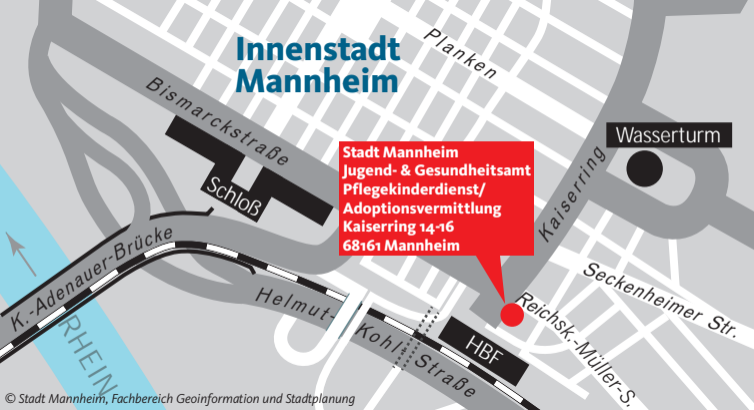 Innenstadt
Mannheim
Planken
Bismarckstraße
Wasserturm
Stadt Mannheim
Jugend- & Gesundheitsamt
Pflegekinderdienst/
Adoptionsvermittlung
Kaiserring 14-16
68161 Mannheim
Kaiserring
Schloß
K.-Adenauer-Brücke
RHEIN
Helmut-Kohl-Straße
HBF
Seckenheimer Str.
Reichsk.-Müller-S.
© Stadt Mannheim, Fachbereich Geoinformation und Stadtplanung